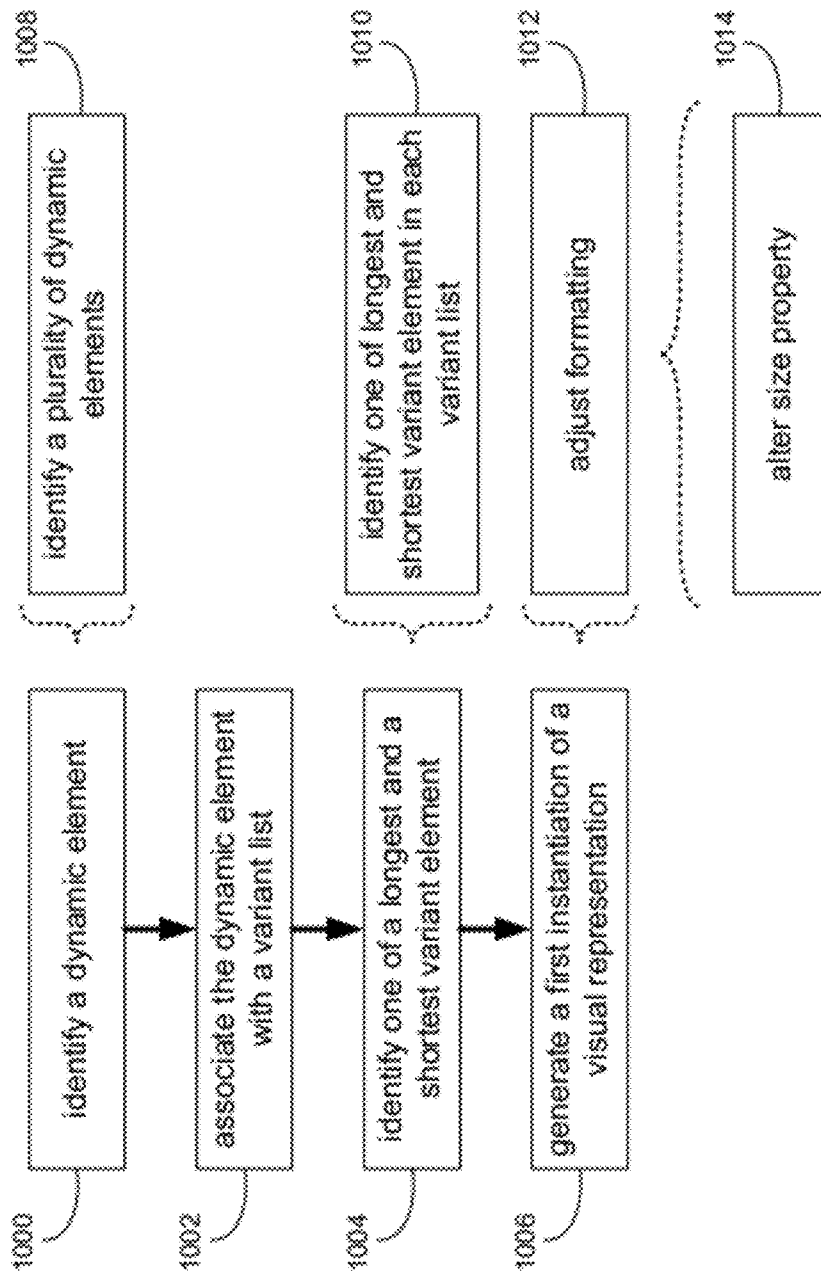 1000
identify a dynamic element
1002
associate the dynamic element
with a variant list
1004
identify one of a longest and a
shortest variant element
1006
generate a first instantiation of a
visual representation
1008
identify a plurality of dynamic
elements
1010
identify one of longest and
shortest variant element in each
variant list
1012
adjust formatting
1014
alter size property